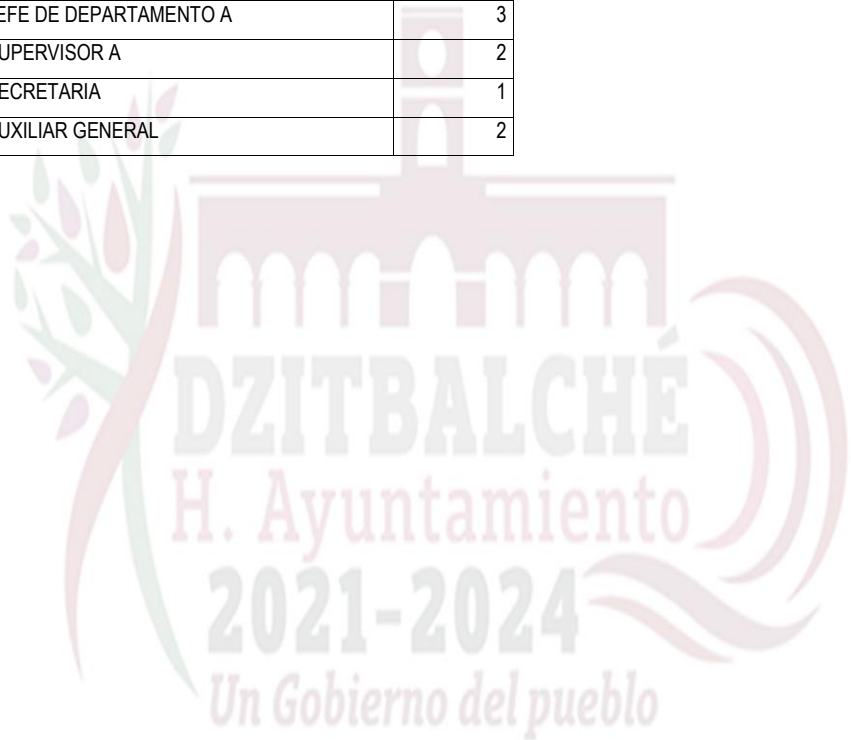 EFE DE DEPARTAMENTO A 3
UPERVISOR A 2
ECRETARIA 1
UXILIAR GENERAL 2
DZITBALCHÉ
H. Ayuntamiento
2021-2024
Un Gobierno del pueblo